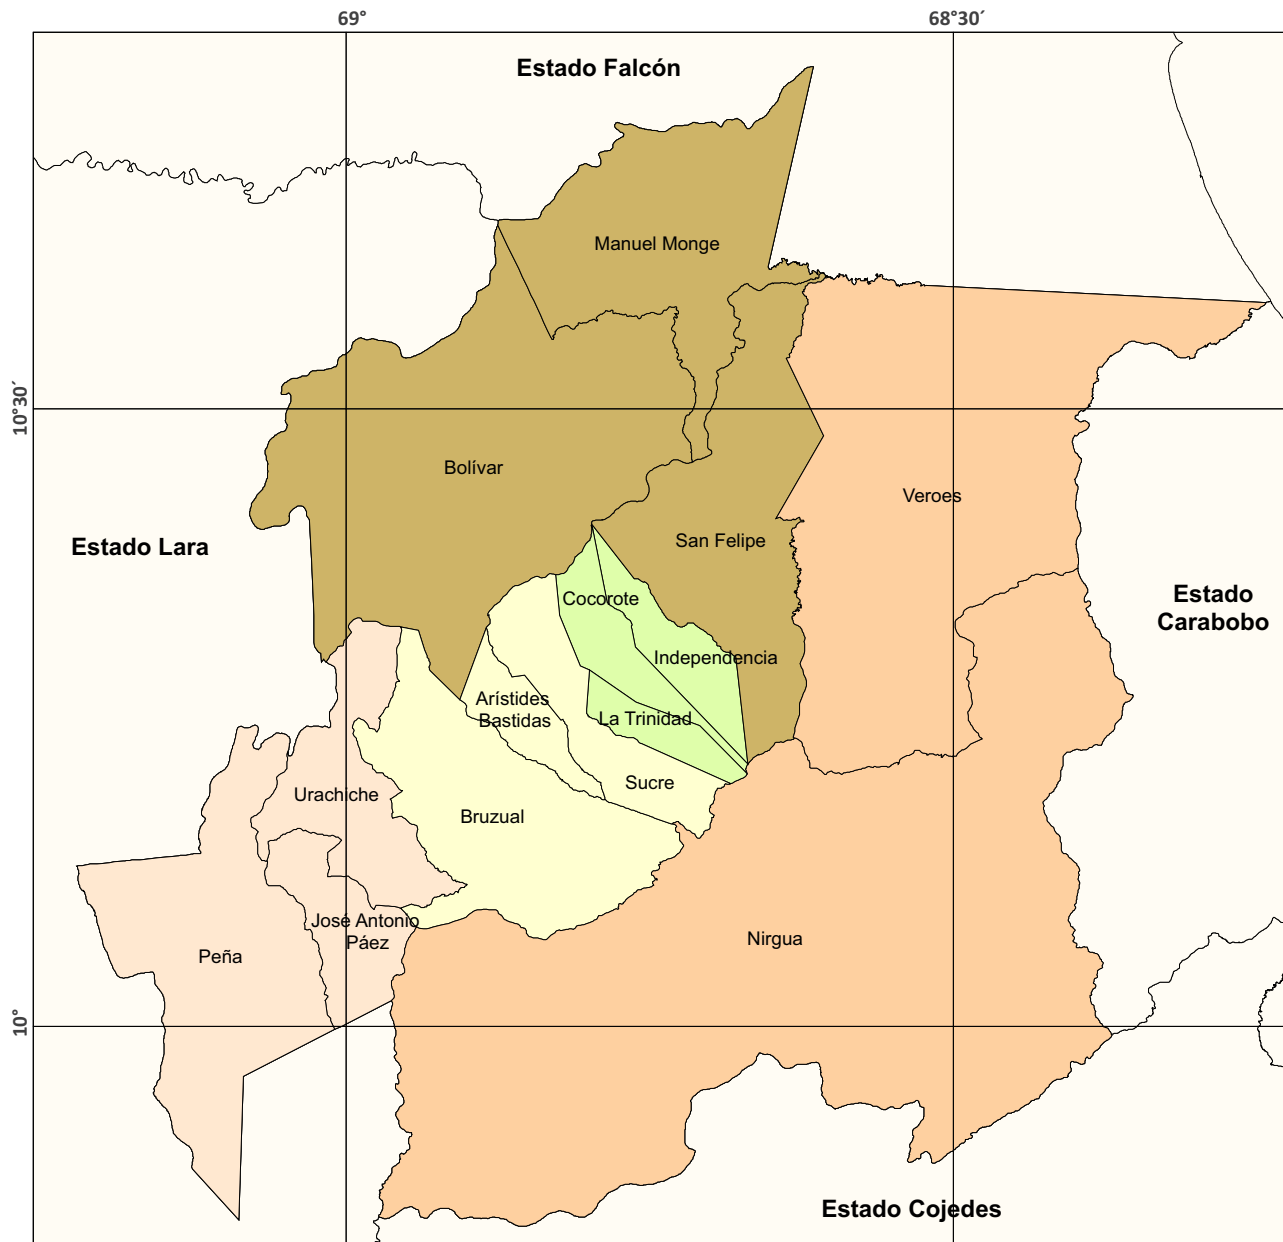 69°
68°30´
Estado Falcón
Manuel Monge
10°30´
Bolívar
Veroes
San Felipe
Estado Lara
Estado
Carabobo
Cocorote
Independencia
Arístides
Bastidas
La Trinidad
Sucre
Urachiche
Bruzual
José Antonio
Páez
Nirgua
Peña
10°
Estado Cojedes